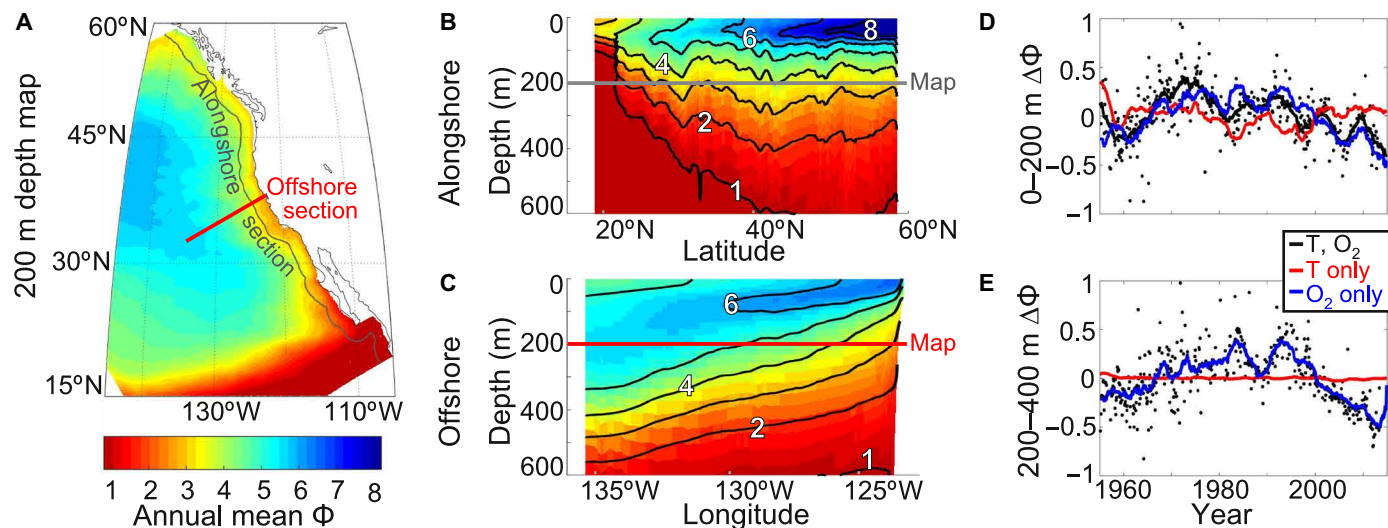 A
60ºN
45ºN
30ºN
15ºN
130ºW
110ºW
200 m depth map
Alongshore
section
Offshore
section
1 2 3 4 5 6 7 8
Annual mean Φ
B
Alongshore
Depth (m)
0
200
400
600
6
8
4
2
1
Map
20ºN
40ºN
60ºN
Latitude
C
Offshore
Depth (m)
0
200
400
600
6
4
2
1
Map
135ºW
130ºW
125ºW
Longitude
D
0–200 m ΔΦ
1
0.5
0
−0.5
−1
T, O2
T only
O2 only
E
200–400 m ΔΦ
1
0.5
0
−0.5
−1
1960
1980
2000
Year